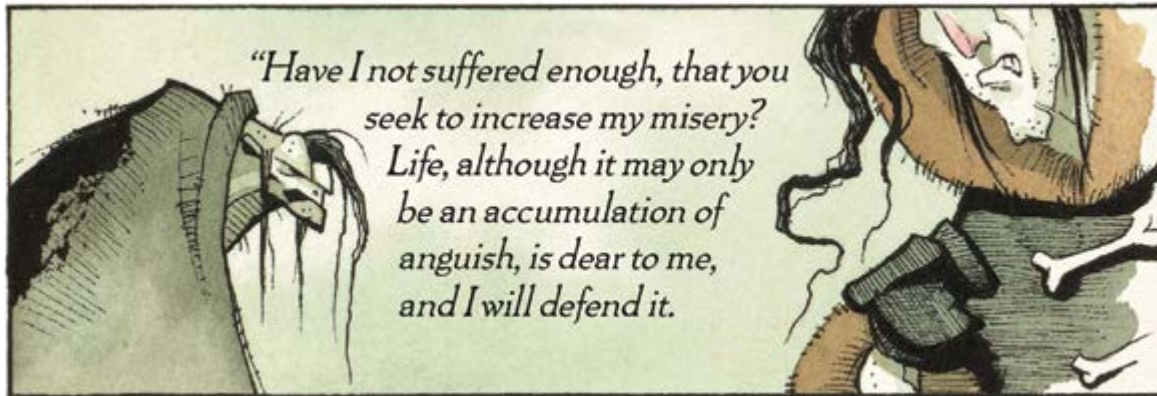 “Have I not suffered enough, that you
seek to increase my misery?
Life, although it may only
be an accumulation of
anguish, is dear to me,
and I will defend it.